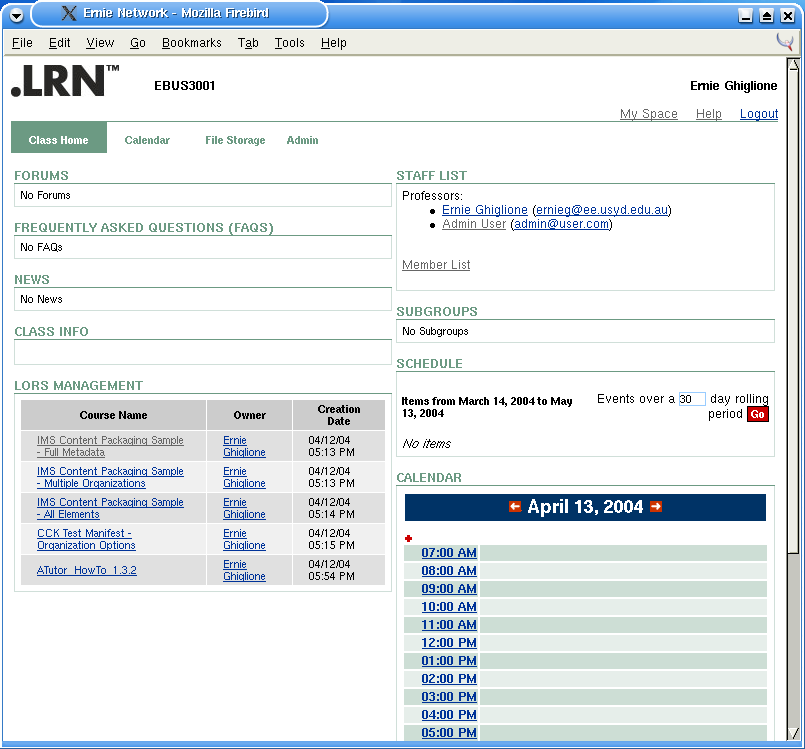 Ernie Network - Mozilla Firebird
File Edit View Go Bookmarks Tab Tools Help
.LRN™
EBUS3001
Ernie Ghiglione
My Space Help Logout
Class Home Calendar File Storage Admin
FORUMS
No Forums
FREQUENTLY ASKED QUESTIONS (FAQS)
No FAQs
NEWS
No News
CLASS INFO
LORS MANAGEMENT
Course Name Owner Creation
Date
IMS Content Packaging Sample
- Full Metadata
Ernie
Ghiglione
04/12/04
05:13 PM
IMS Content Packaging Sample
- Multiple Organizations
Ernie
Ghiglione
04/12/04
05:13 PM
IMS Content Packaging Sample
- All Elements
Ernie
Ghiglione
04/12/04
05:14 PM
CCK Test Manifest -
Organization Options
Ernie
Ghiglione
04/12/04
05:15 PM
ATutor HowTo 1.3.2
Ernie
Ghiglione
04/12/04
05:54 PM
STAFF LIST
Professors:
• Ernie Ghiglione (ernieg@ee.usyd.edu.au)
• Admin User (admin@user.com)
Member List
SUBGROUPS
No Subgroups
SCHEDULE
Items from March 14, 2004 to May
13, 2004
Events over a 30 day rolling
period Go
No items
CALENDAR
April 13, 2004
07:00 AM
08:00 AM
09:00 AM
10:00 AM
11:00 AM
12:00 PM
01:00 PM
02:00 PM
03:00 PM
04:00 PM
05:00 PM